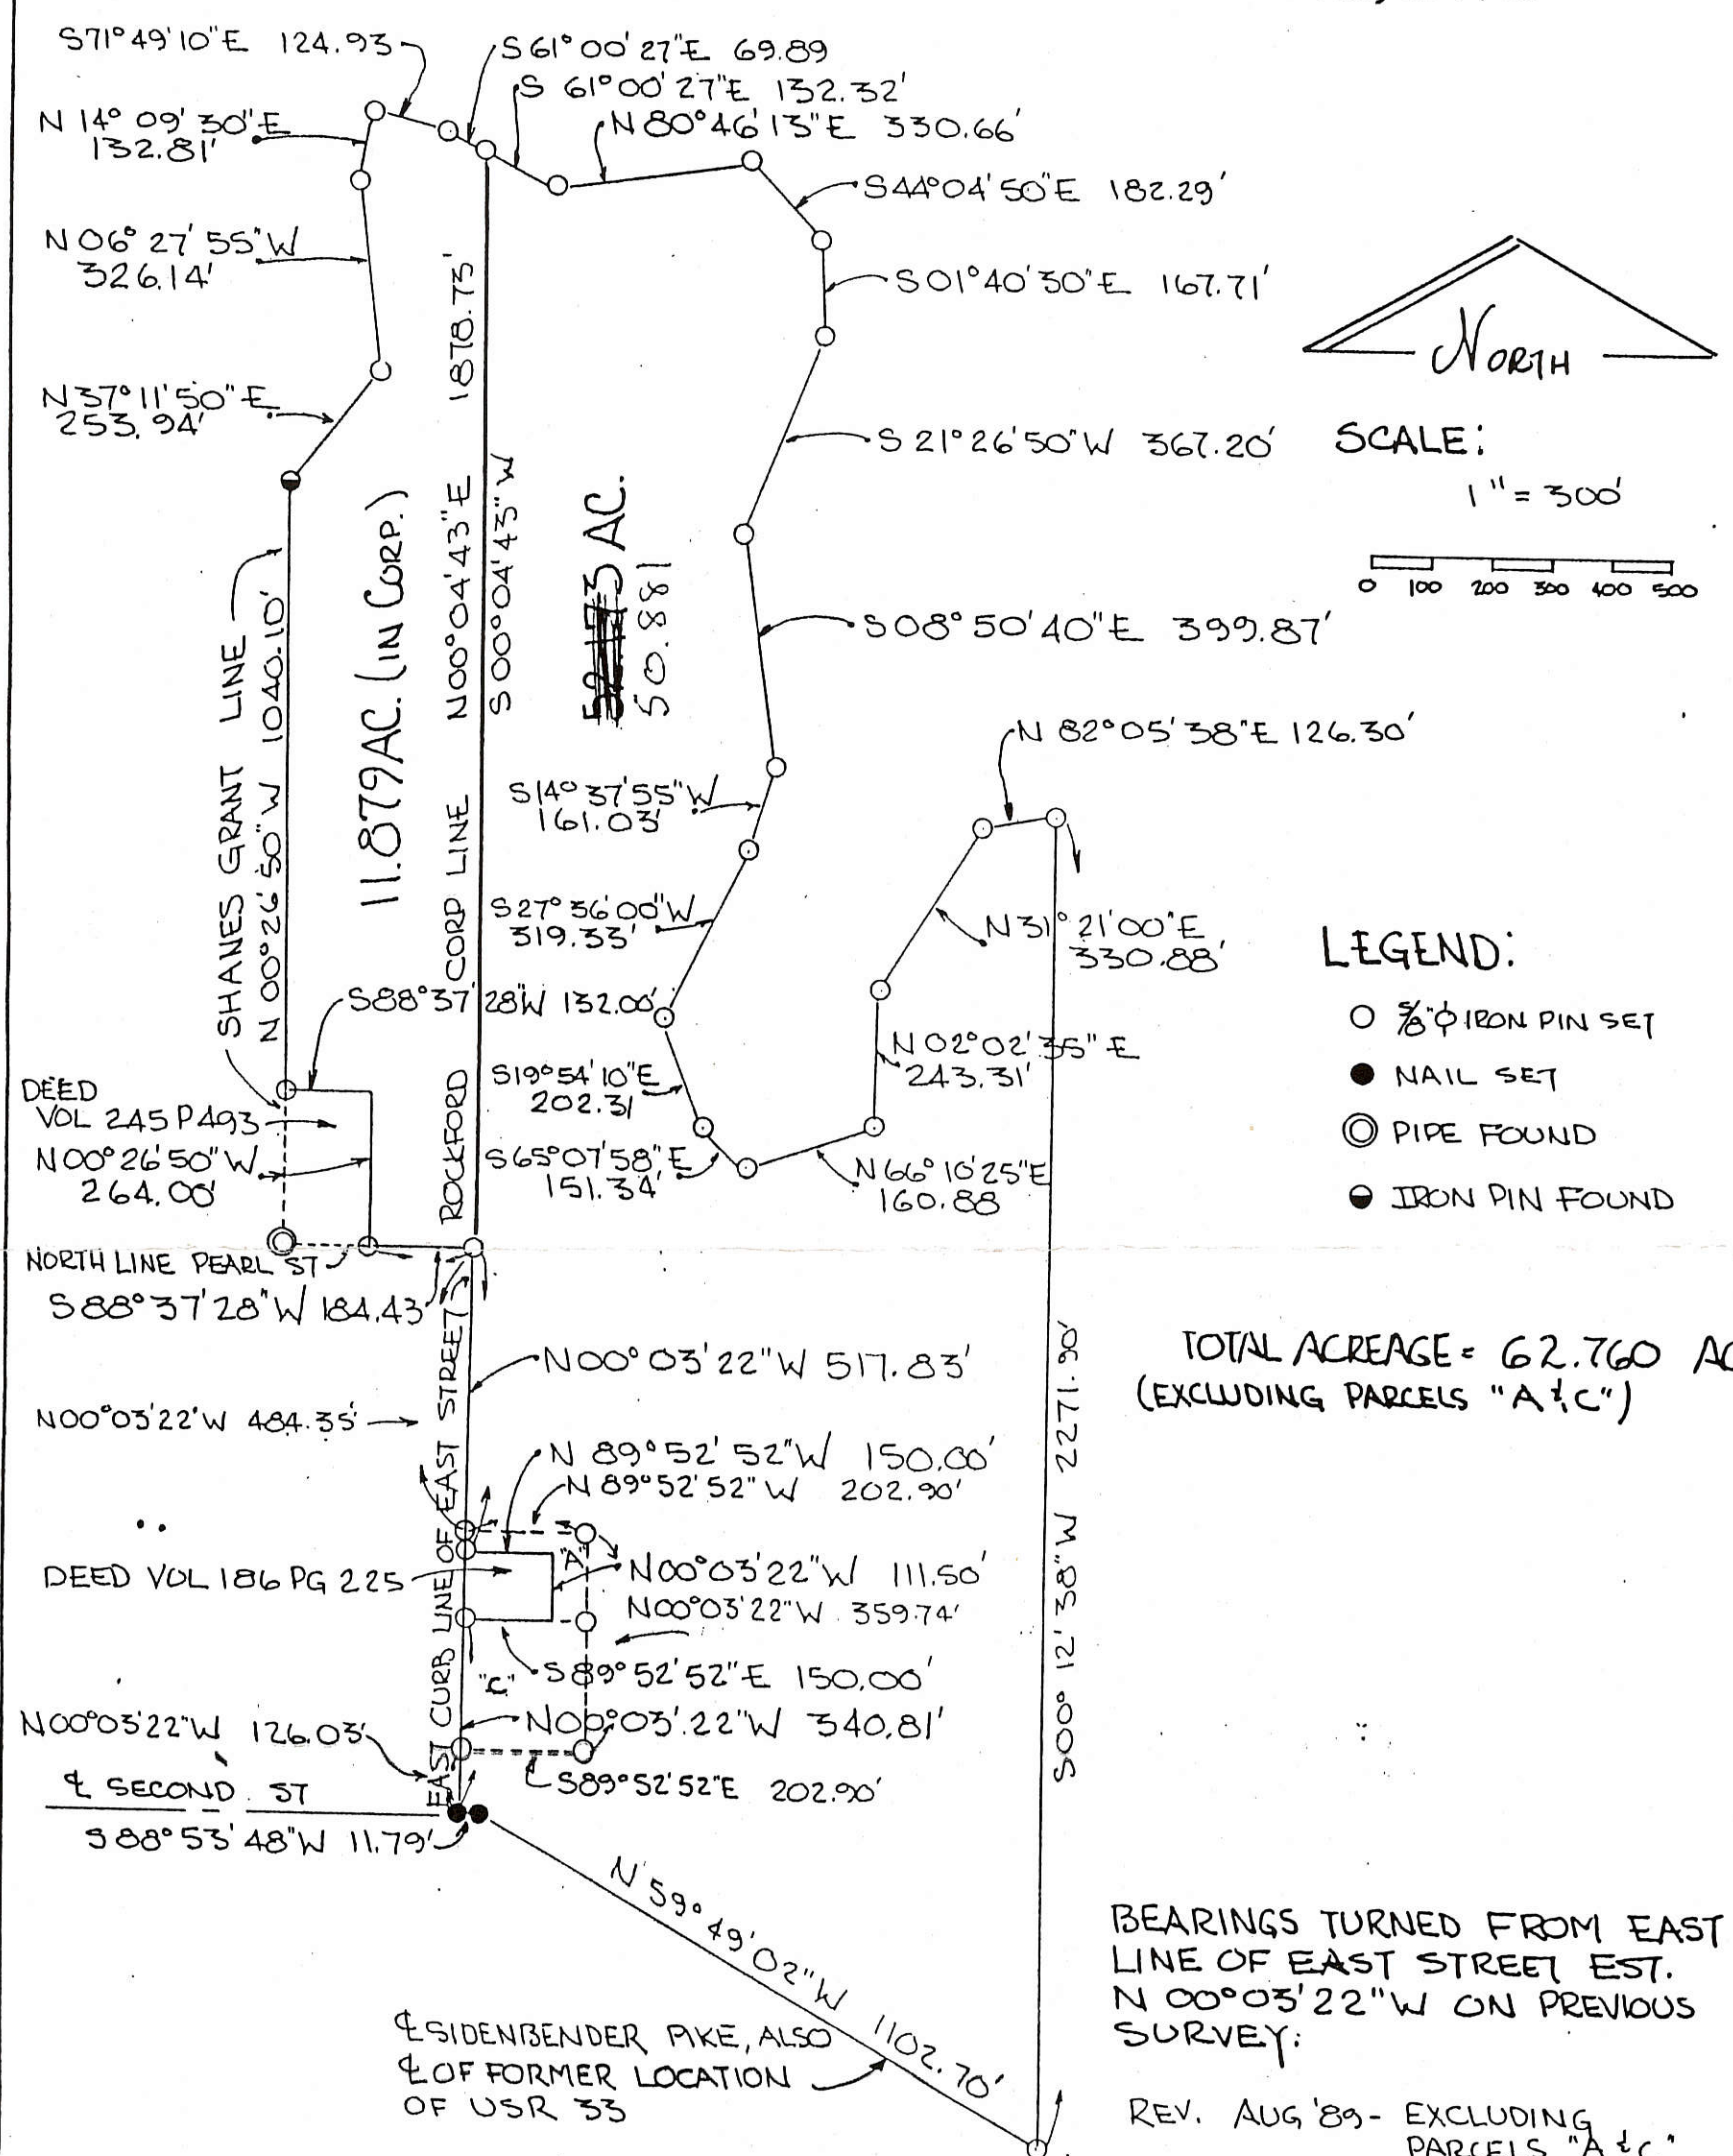 S71°49'10"E 124.93
S61°00'27"E 69.89
S 61°00'27"E 132.32'
N 14° 09' 30"E
132.81'
N80°46'13"E 330.66'
S44°04'50"E 182.29'
N06° 27' 55"W
326.14'
S01°40'30"E 167.71'
NORTH
N37°11'50"E
253.94'
1878.73'
S 21°26'50"W 367.20'
SCALE:
1" = 300'
0 100 200 300 400 500
SHANES GRANT LINE
N 00°26'50"W 1040.10'
11.879AC. (IN CORP.)
ROCKFORD CORP LINE N00°04'43"E
S00°04'43"W
AC.
50.881
S08°50'40"E 399.87'
N 82°05'38"E 126.30'
S14°37'55"W
161.03'
S27°36'00"W
319.33'
N31°21'00"E
330.88'
LEGEND:
5/8"ϕ IRON PIN SET
NAIL SET
PIPE FOUND
IRON PIN FOUND
S88°37'28"W 132.00'
N02°02'35"E
243.31'
DEED
VOL 245 P493
N00°26'50"W
264.00'
S19°54'10"E
202.31
S65°07'58"E
151.34'
N66°10'25"E
160.88
NORTH LINE PEARL ST
S88°37'28"W 184.43'
TOTAL ACREAGE = 62.760 AC
(EXCLUDING PARCELS "A & C")
EAST CURB LINE OF EAST STREET
N00°03'22"W 517.83'
N00°03'22"W 484.35'
S00° 12' 38"W 2271.90'
N 89°52'52"W 150.00'
N 89°52'52"W 202.90'
"A"
DEED VOL 186 PG 225
N00°03'22"W 111.50'
N00°03'22"W 359.74'
S89°52'52"E 150.00'
"C"
N00°03'22"W 340.81'
N00°03'22"W 126.03'
S89°52'52"E 202.90'
℄ SECOND ST
S88°53'48"W 11.79'
N 59°49'02"W 1102.70'
℄ SIDENBENDER PIKE, ALSO
℄ OF FORMER LOCATION
OF USR 33
BEARINGS TURNED FROM EAST
LINE OF EAST STREET EST.
N 00°03'22"W ON PREVIOUS
SURVEY.
REV. AUG '89 - EXCLUDING
PARCELS "A & C"